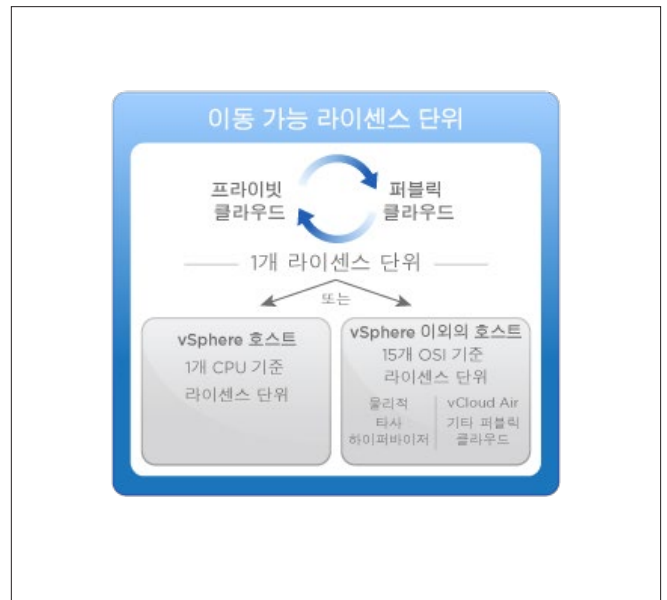 이동 가능 라이센스 단위
프라이빗
클라우드
퍼블릭
클라우드
1개 라이센스 단위
또는
vSphere 호스트
1개 CPU 기준
라이센스 단위
vSphere 이외의 호스트
15개 OSI 기준
라이센스 단위
물리적
타사
하이퍼바이저
vCloud Air
기타 퍼블릭
클라우드